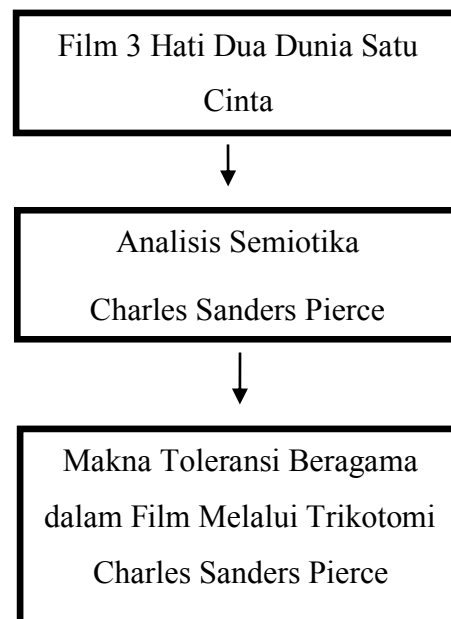 Film 3 Hati Dua Dunia Satu
Cinta
Analisis Semiotika
Charles Sanders Pierce
Makna Toleransi Beragama
dalam Film Melalui Trikotomi
Charles Sanders Pierce